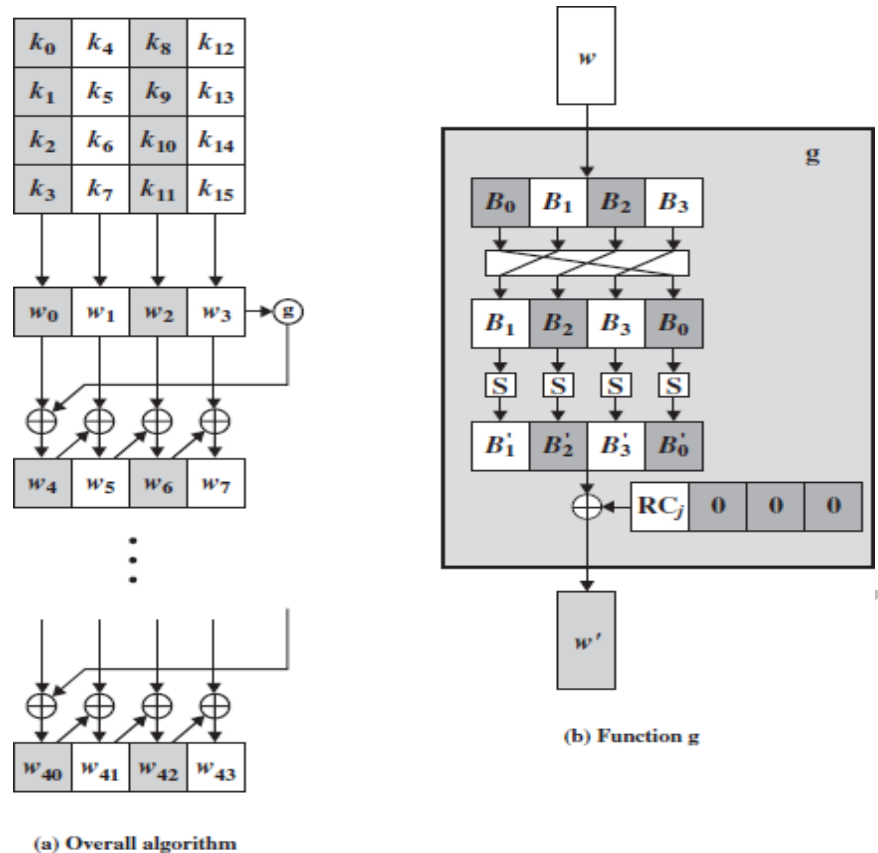 k0 k4 k8 k12
k1 k5 k9 k13
k2 k6 k10 k14
k3 k7 k11 k15
w0 w1 w2 w3 g
w4 w5 w6 w7
w40 w41 w42 w43
(a) Overall algorithm
w
g
B0 B1 B2 B3
B1 B2 B3 B0
S S S S
B'1 B'2 B'3 B'0
RCj 0 0 0
w'
(b) Function g